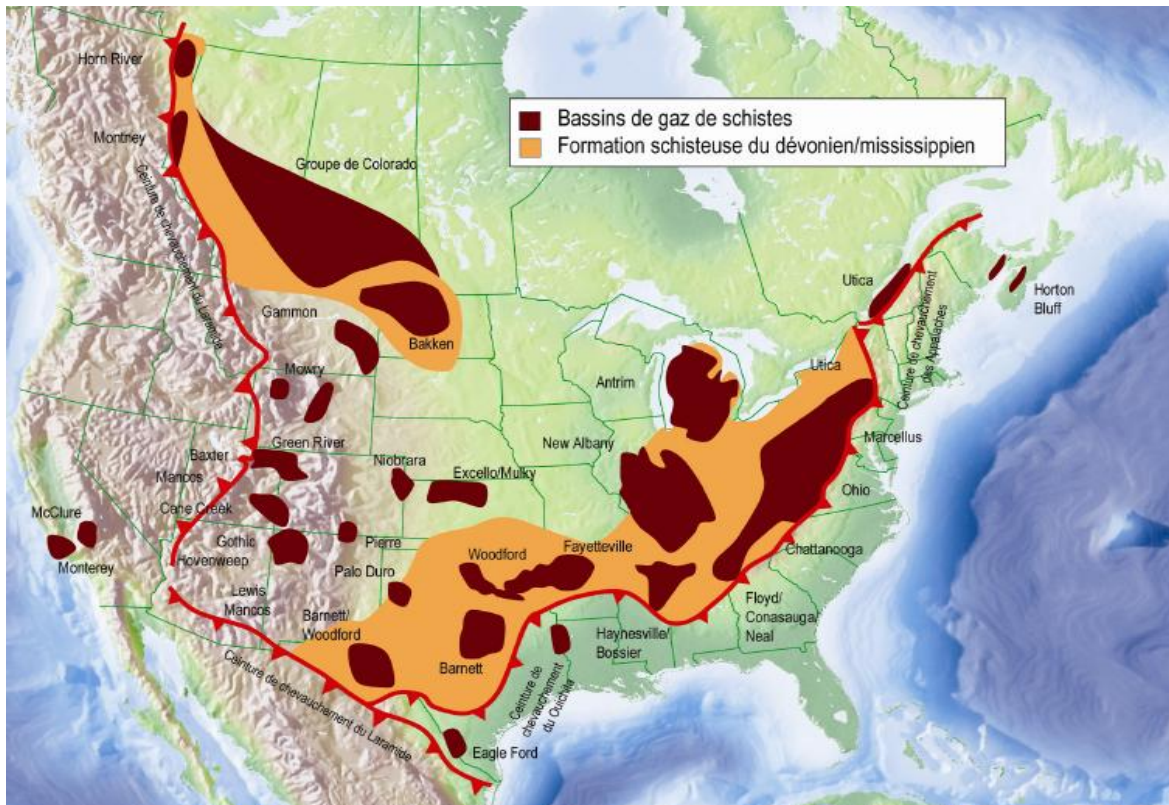 Bassins de gaz de schistes
Formation schisteuse du dévonien/mississippien
Horn River
Montney
Groupe de Colorado
Ceinture de chevauchement du Laramide
Gammon
Bakken
Mowry
Green River
Baxter
Mancos
Cane Creek
Niobrara
Excello/Mulky
McClure
Monterey
Gothic
Hovenweep
Pierre
Palo Duro
Lewis
Mancos
Barnett/
Woodford
Woodford
Fayetteville
Barnett
Ceinture de chevauchement du Laramide
Ceinture de
chevauchement
du Ouichita
Eagle Ford
Haynesville/
Bossier
Floyd/
Conasauga/
Neal
Chattanooga
Ohio
Marcellus
New Albany
Antrim
Utica
Utica
Ceinture de chevauchement
des Appalaches
Horton
Bluff